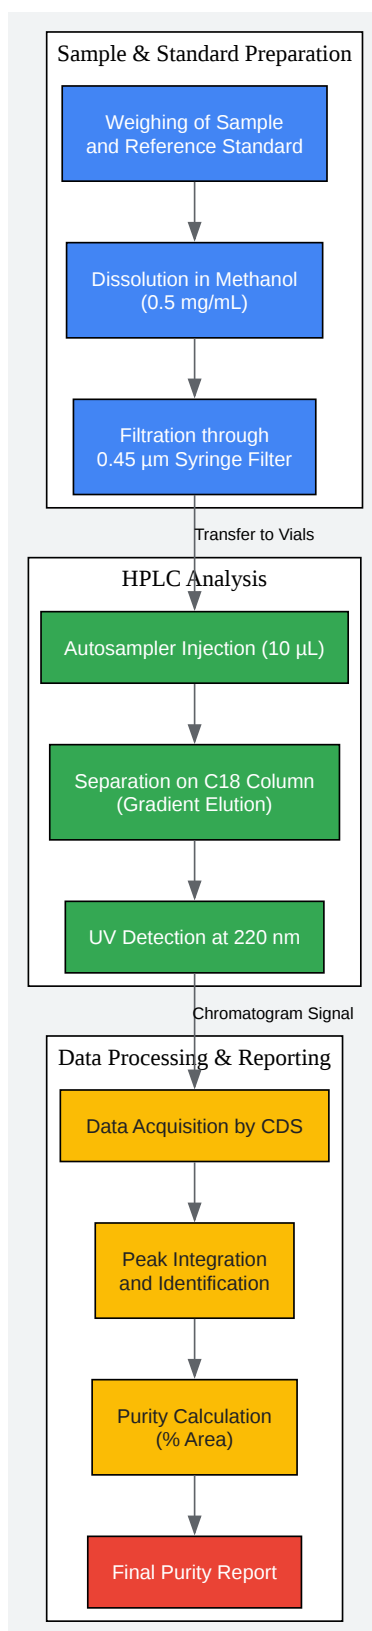 Sample & Standard Preparation
Weighing of Sample
and Reference Standard
Dissolution in Methanol
(0.5 mg/mL)
Filtration through
0.45 µm Syringe Filter
Transfer to Vials
HPLC Analysis
Autosampler Injection (10 µL)
Separation on C18 Column
(Gradient Elution)
UV Detection at 220 nm
Chromatogram Signal
Data Processing & Reporting
Data Acquisition by CDS
Peak Integration
and Identification
Purity Calculation
(% Area)
Final Purity Report